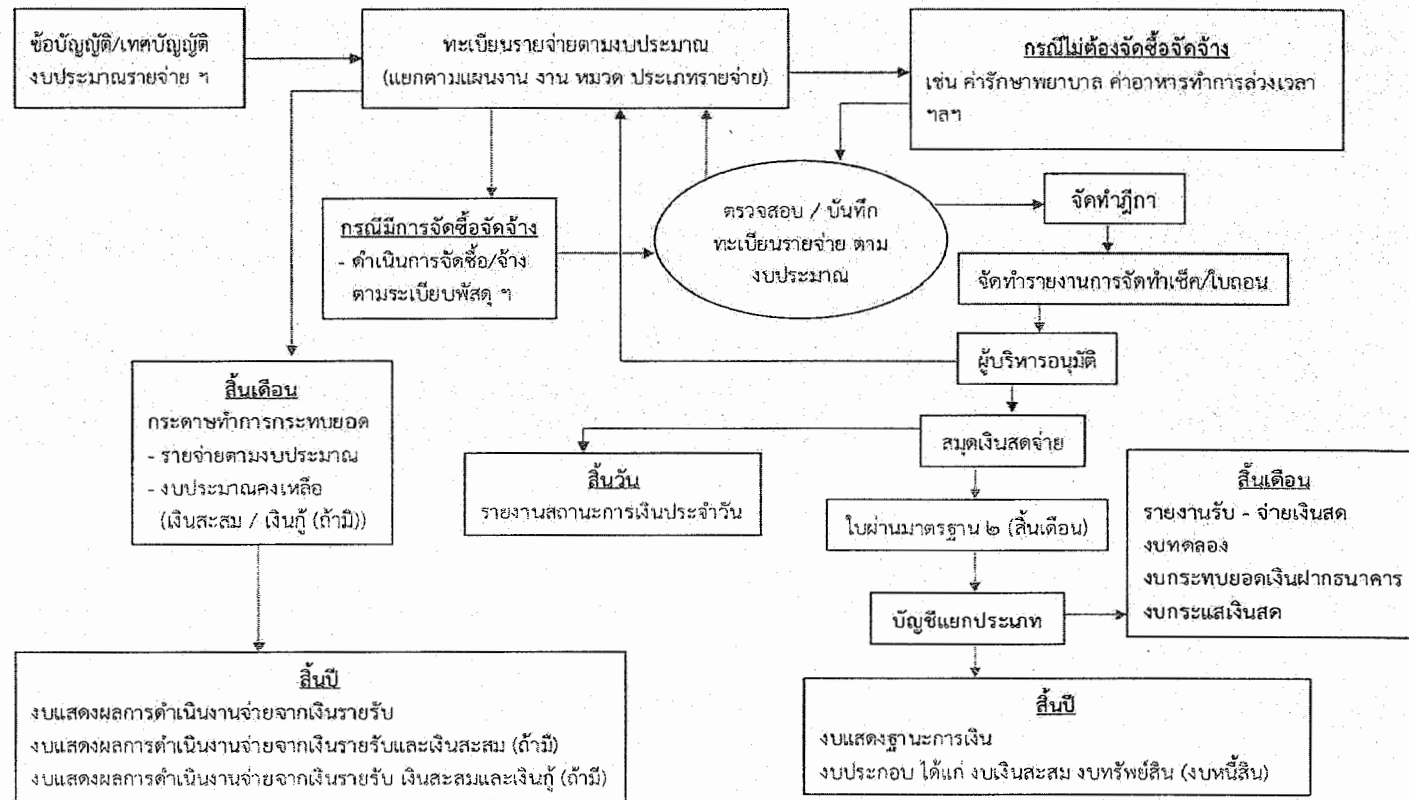 ข้อบัญญัติ/เทศบัญญัติ
งบประมาณรายจ่าย ฯ
ทะเบียนรายจ่ายตามงบประมาณ
(แยกตามแผนงาน งาน หมวด ประเภทรายจ่าย)
กรณีไม่ต้องจัดซื้อจัดจ้าง
เช่น ค่ารักษาพยาบาล ค่าอาหารทำการล่วงเวลา
ฯลฯ
กรณีมีการจัดซื้อจัดจ้าง
- ดำเนินการจัดซื้อ/จ้าง
ตามระเบียบพัสดุ ฯ
ตรวจสอบ / บันทึก
ทะเบียนรายจ่าย ตาม
งบประมาณ
จัดทำฎีกา
จัดทำรายงานการจัดทำเช็ค/ใบถอน
ผู้บริหารอนุมัติ
สิ้นเดือน
กระดาษทำการกระทบยอด
- รายจ่ายตามงบประมาณ
- งบประมาณคงเหลือ
(เงินสะสม / เงินกู้ (ถ้ามี))
สมุดเงินสดจ่าย
สิ้นวัน
รายงานสถานะการเงินประจำวัน
ใบผ่านมาตรฐาน ๒ (สิ้นเดือน)
บัญชีแยกประเภท
สิ้นเดือน
รายงานรับ - จ่ายเงินสด
งบทดลอง
งบกระทบยอดเงินฝากธนาคาร
งบกระแสเงินสด
สิ้นปี
งบแสดงผลการดำเนินงานจ่ายจากเงินรายรับ
งบแสดงผลการดำเนินงานจ่ายจากเงินรายรับและเงินสะสม (ถ้ามี)
งบแสดงผลการดำเนินงานจ่ายจากเงินรายรับ เงินสะสมและเงินกู้ (ถ้ามี)
สิ้นปี
งบแสดงฐานะการเงิน
งบประกอบ ได้แก่ งบเงินสะสม งบทรัพย์สิน (งบหนี้สิน)